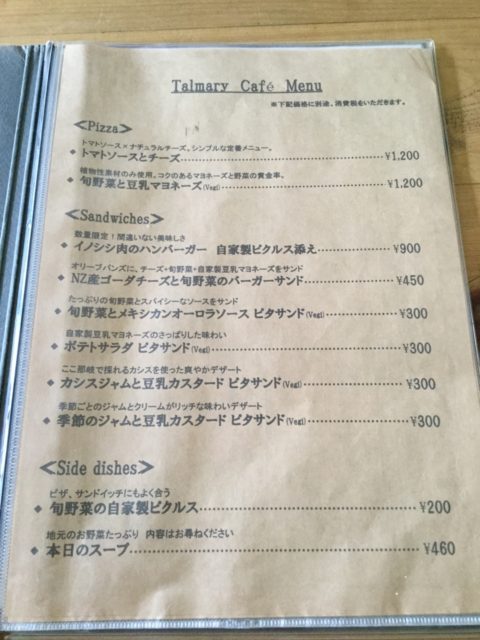 Talmary Café Menu
※下記価格に別途、消費税をいただきます。
<Pizza>
トマトソース×ナチュラルチーズ。シンプルな定番メニュー。
◆ トマトソースとチーズ ¥1,200
植物性素材のみ使用。コクのあるマヨネーズと野菜の黄金率。
◆ 旬野菜と豆乳マヨネーズ(Vegi) ¥1,200
<Sandwiches>
数量限定！間違いない美味しさ
◆ イノシシ肉のハンバーガー 自家製ピクルス添え ¥900
オリーブバンズに、チーズ+旬野菜+自家製豆乳マヨネーズをサンド
◆ NZ産ゴーダチーズと旬野菜のバーガーサンド ¥450
たっぷりの旬野菜とスパイシーなソースをサンド
◆ 旬野菜とメキシカンオーロラソース ピタサンド(Vegi) ¥300
自家製豆乳マヨネーズのさっぱりした味わい
◆ ポテトサラダ ピタサンド(Vegi) ¥300
ここ那岐で採れるカシスを使った爽やかデザート
◆ カシスジャムと豆乳カスタード ピタサンド(Vegi) ¥300
季節ごとのジャムとクリームがリッチな味わいデザート
◆ 季節のジャムと豆乳カスタード ピタサンド(Vegi) ¥300
<Side dishes>
ピザ、サンドイッチにもよく合う
◆ 旬野菜の自家製ピクルス ¥200
地元のお野菜たっぷり 内容はお尋ねください
◆ 本日のスープ ¥460